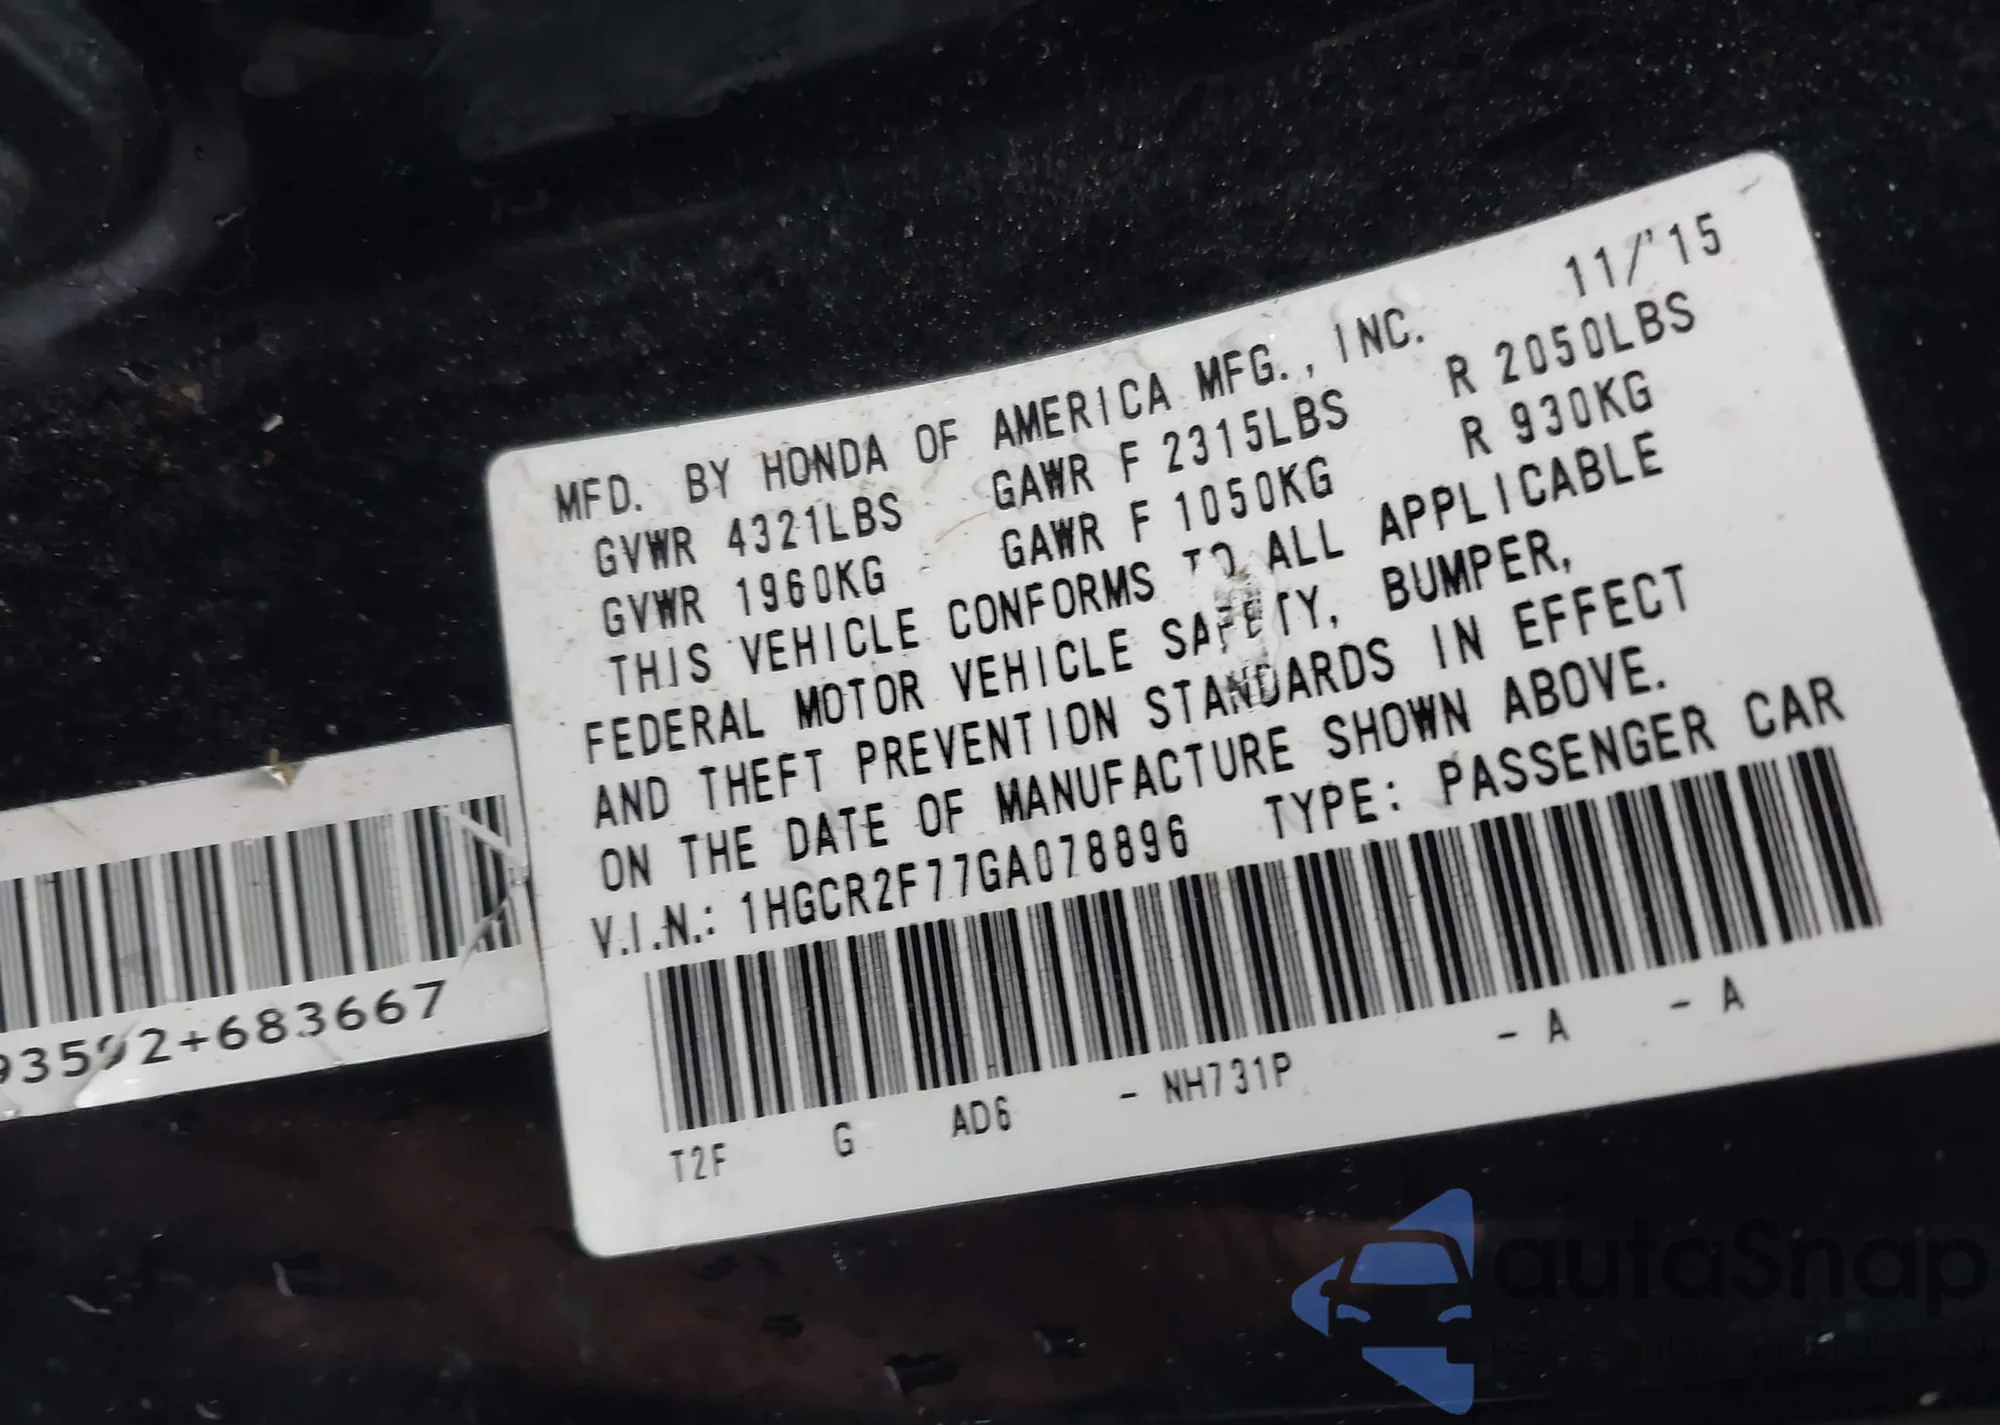 MFD. BY HONDA OF AMERICA MFG., INC. 11/'15
GVWR 4321LBS GAWR F 2315LBS R 2050LBS
GVWR 1960KG GAWR F 1050KG R 930KG
THIS VEHICLE CONFORMS TO ALL APPLICABLE
FEDERAL MOTOR VEHICLE SAFETY, BUMPER,
AND THEFT PREVENTION STANDARDS IN EFFECT
ON THE DATE OF MANUFACTURE SHOWN ABOVE.
V.I.N.: 1HGCR2F77GA078896 TYPE: PASSENGER CAR
T2F G AD6 - NH731P - A - A
93592+683667
autaSnap